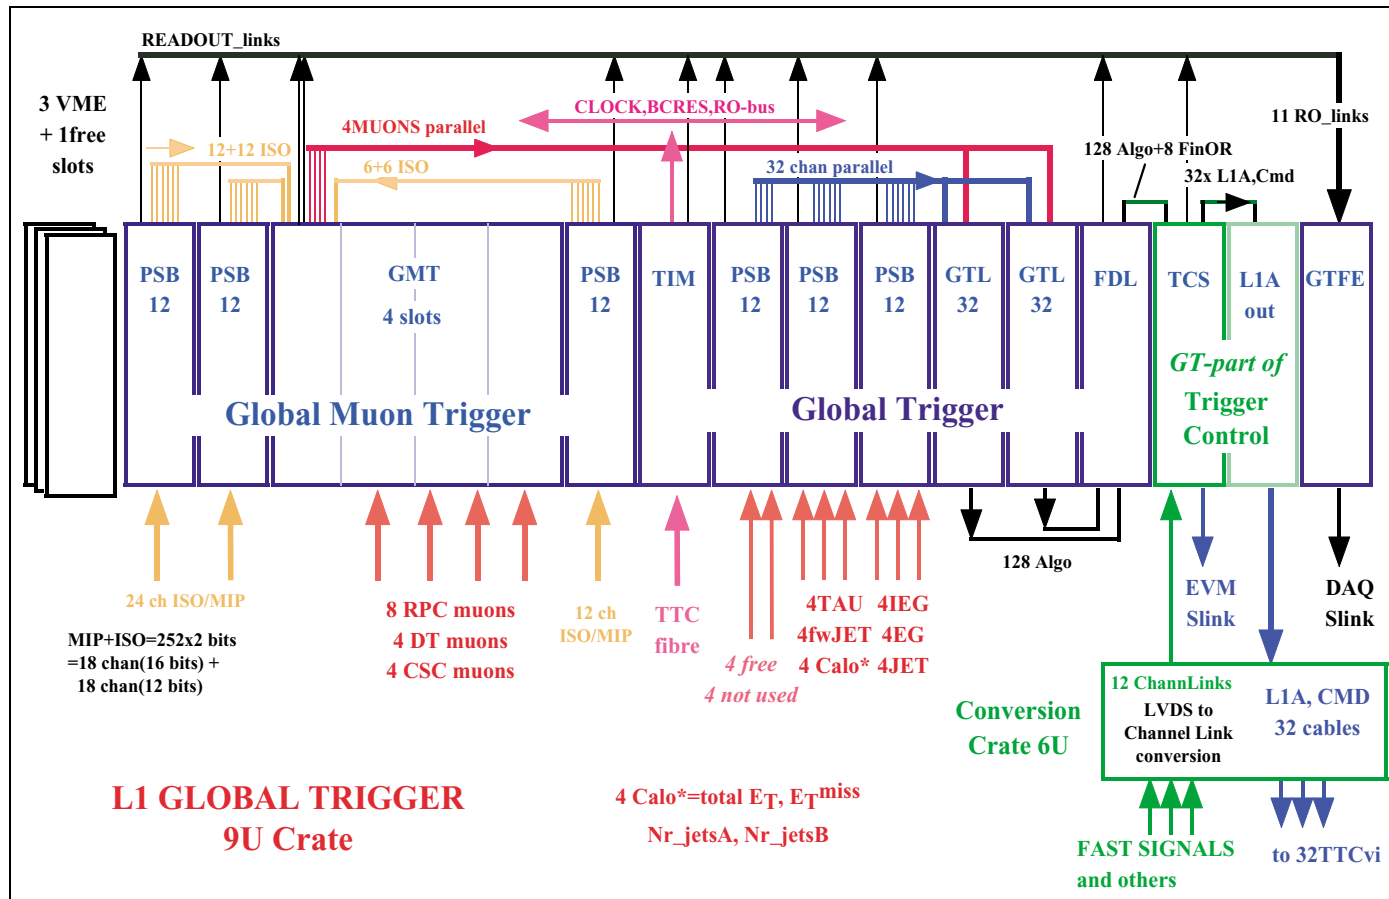 READOUT_links
3 VME
+ 1free
slots
CLOCK,BCRES,RO-bus
11 RO_links
4MUONS parallel
12+12 ISO
128 Algo+8 FinOR
6+6 ISO
32 chan parallel
32x L1A,Cmd
PSB
12
PSB
12
GMT
4 slots
PSB
12
TIM
PSB
12
PSB
12
PSB
12
GTL
32
GTL
32
FDL
TCS
L1A
out
GTFE
Global Muon Trigger
Global Trigger
GT-part of
Trigger
Control
24 ch ISO/MIP
MIP+ISO=252x2 bits
=18 chan(16 bits) +
18 chan(12 bits)
8 RPC muons
4 DT muons
4 CSC muons
12 ch
ISO/MIP
TTC
fibre
4 free
4 not used
4TAU
4fwJET
4 Calo*
4IEG
4EG
4JET
128 Algo
EVM
Slink
DAQ
Slink
Conversion
Crate 6U
12 ChannLinks
LVDS to
Channel Link
conversion
L1A, CMD
32 cables
L1 GLOBAL TRIGGER
9U Crate
4 Calo*=total ET, ETmiss
Nr_jetsA, Nr_jetsB
FAST SIGNALS
and others
to 32TTCvi